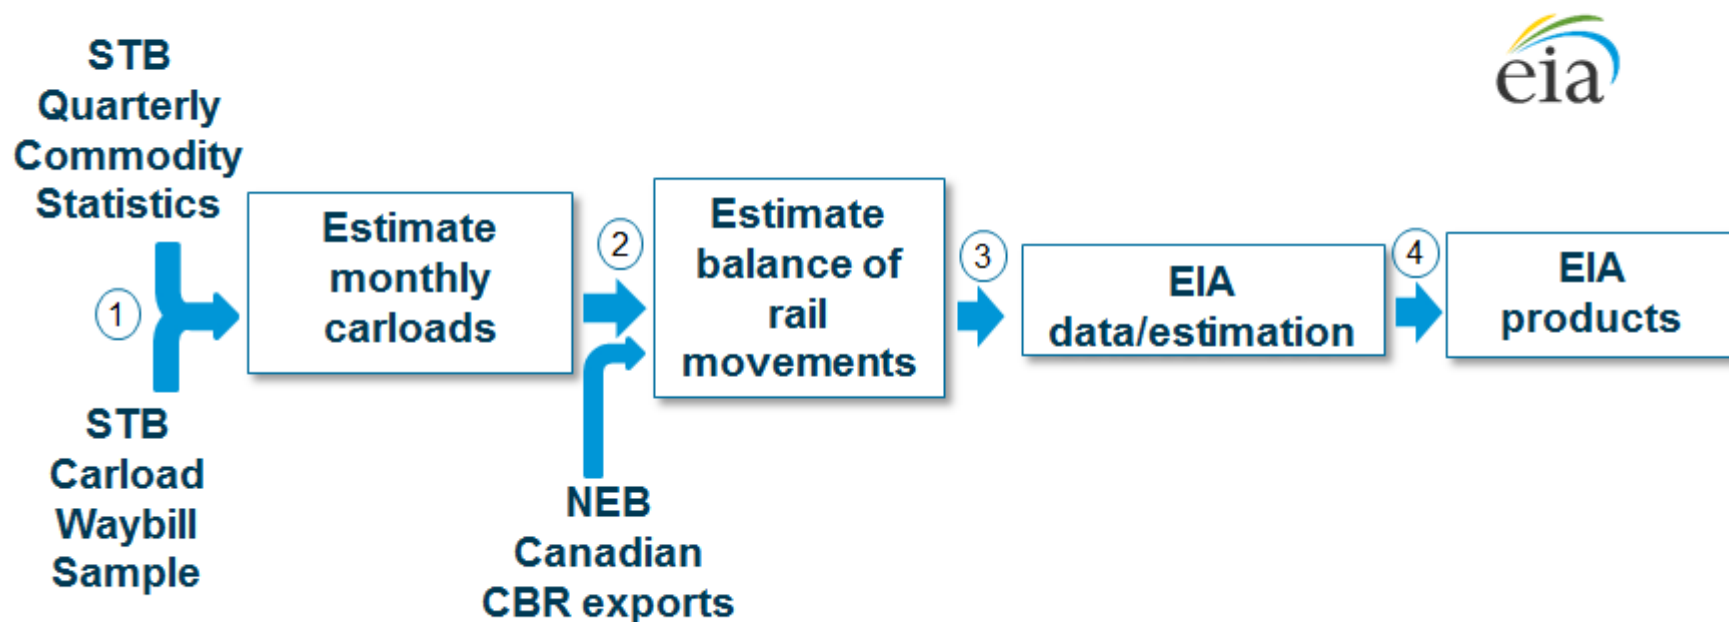 eia
STB
Quarterly
Commodity
Statistics
1
STB
Carload
Waybill
Sample
Estimate
monthly
carloads
2
NEB
Canadian
CBR exports
Estimate
balance of
rail
movements
3
EIA
data/estimation
4
EIA
products